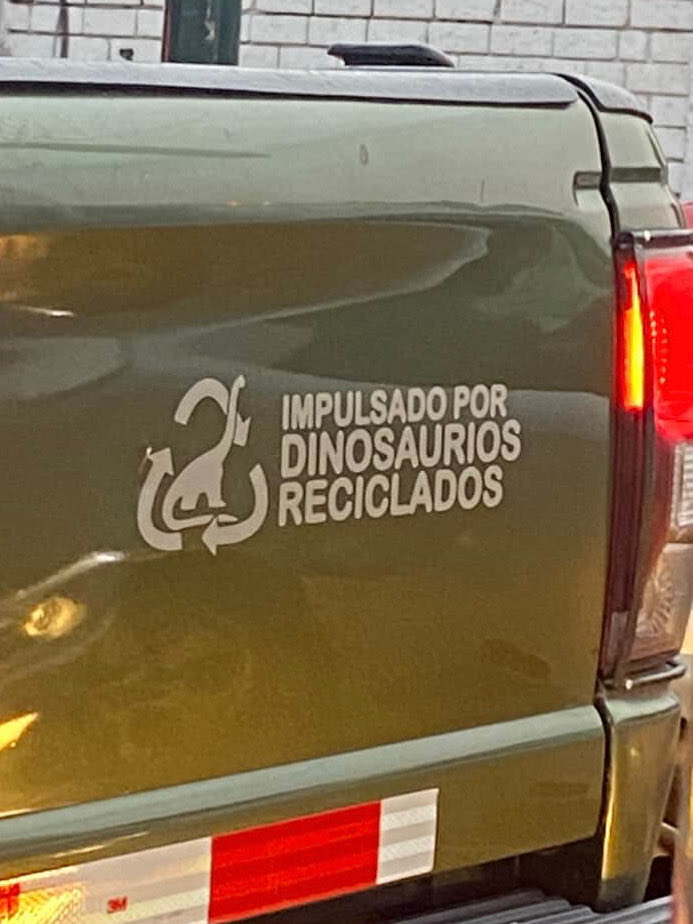 IMPULSADO POR
DINOSAURIOS
RECICLADOS
3M